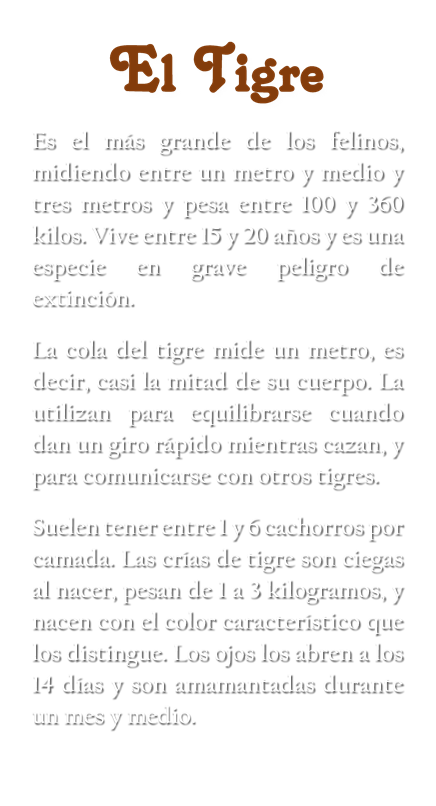 El Tigre
Es el más grande de los felinos,
midiendo entre un metro y medio y
tres metros y pesa entre 100 y 360
kilos. Vive entre 15 y 20 años y es una
especie en grave peligro de
extinción.
La cola del tigre mide un metro, es
decir, casi la mitad de su cuerpo. La
utilizan para equilibrarse cuando
dan un giro rápido mientras cazan, y
para comunicarse con otros tigres.
Suelen tener entre 1 y 6 cachorros por
camada. Las crías de tigre son ciegas
al nacer, pesan de 1 a 3 kilogramos, y
nacen con el color característico que
los distingue. Los ojos los abren a los
14 días y son amamantadas durante
un mes y medio.